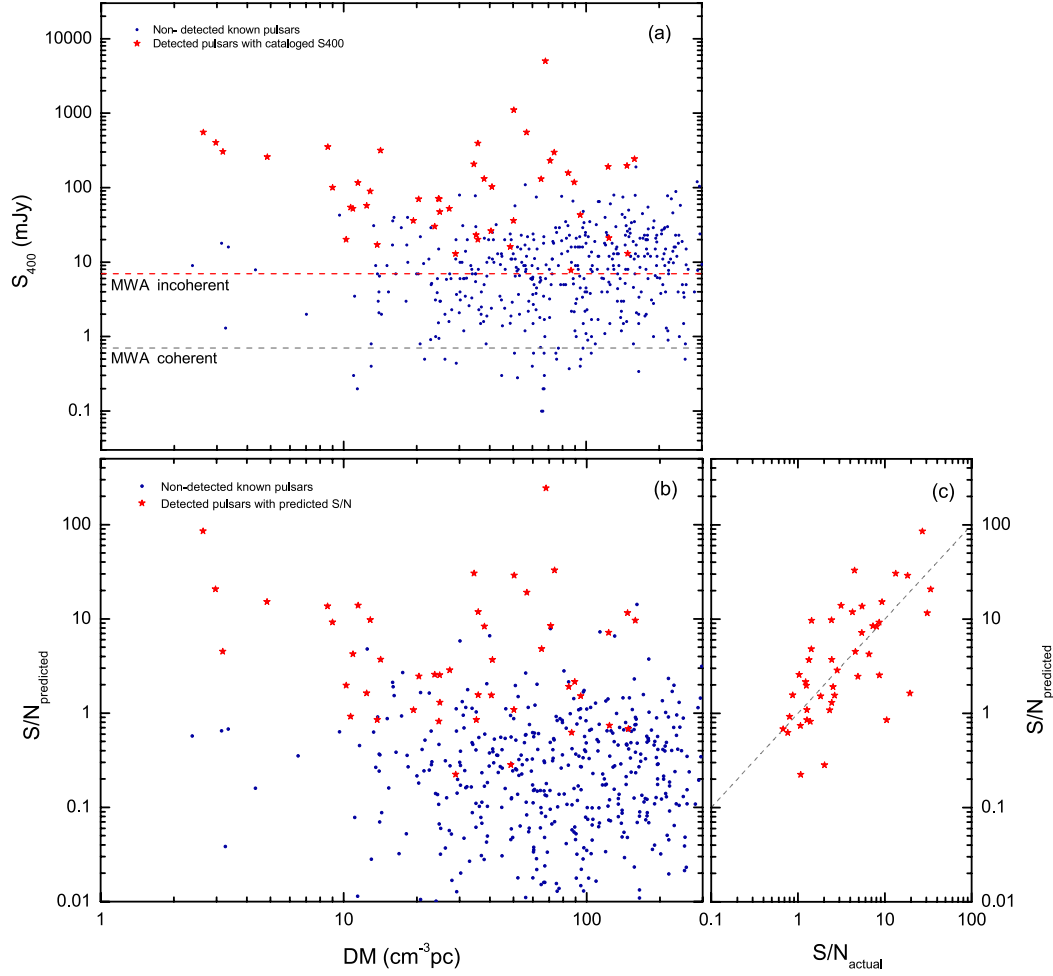 (a)
Non- detected known pulsars
Detected pulsars with cataloged S400
10000
1000
100
10
1
0.1
S400 (mJy)
MWA incoherent
MWA coherent
(b)
Non-detected known pulsars
Detected pulsars with predicted S/N
100
10
1
0.1
0.01
S/Npredicted
1
10
100
DM (cm-3pc)
(c)
100
10
1
0.1
0.01
S/Npredicted
0.1
1
10
100
S/Nactual